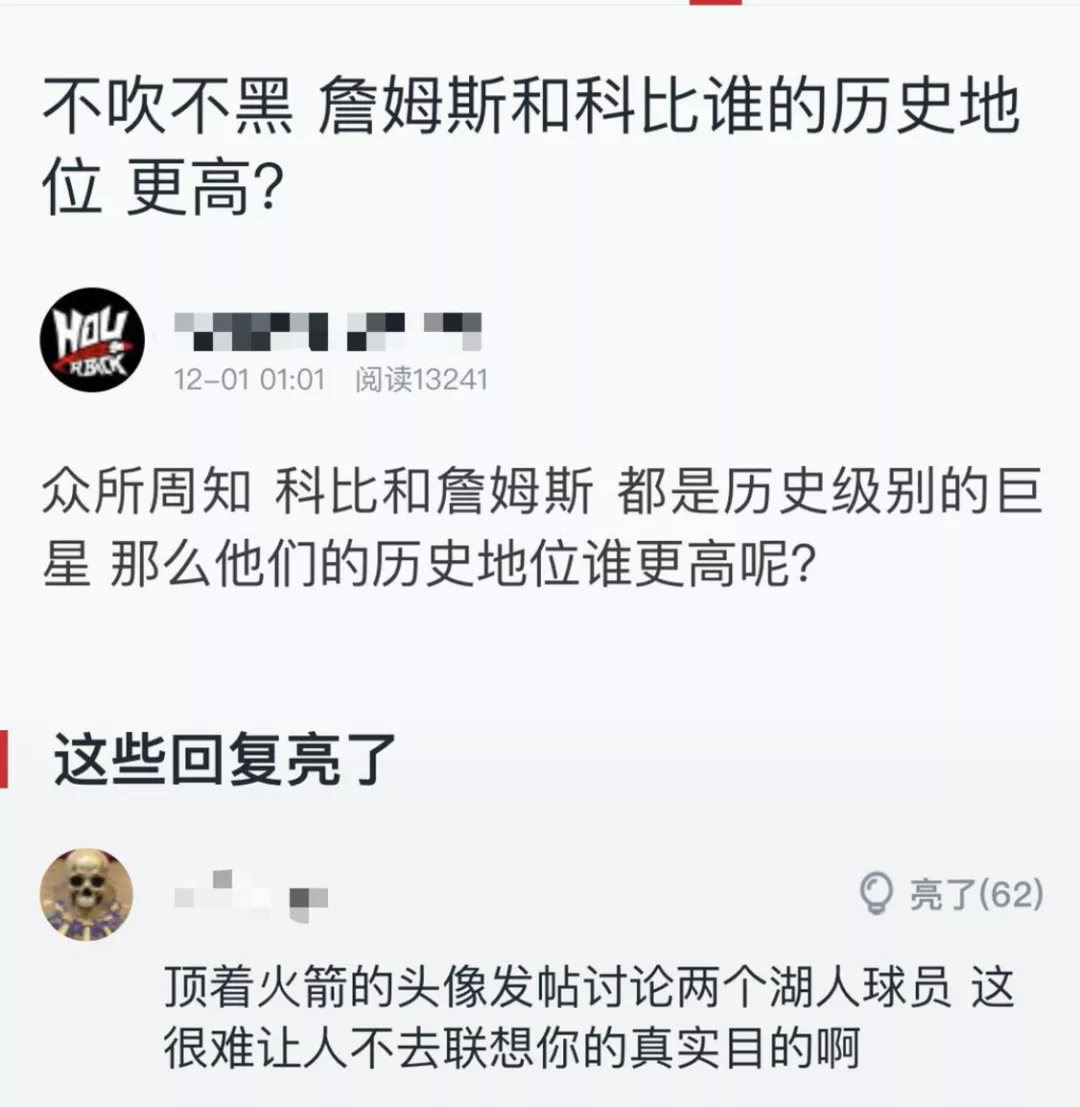 不吹不黑 詹姆斯和科比谁的历史地
位 更高?
HOU
R BACK
12-01 01:01 阅读13241
众所周知 科比和詹姆斯 都是历史级别的巨
星 那么他们的历史地位谁更高呢?
这些回复亮了
亮了(62)
顶着火箭的头像发帖讨论两个湖人球员 这
很难让人不去联想你的真实目的啊